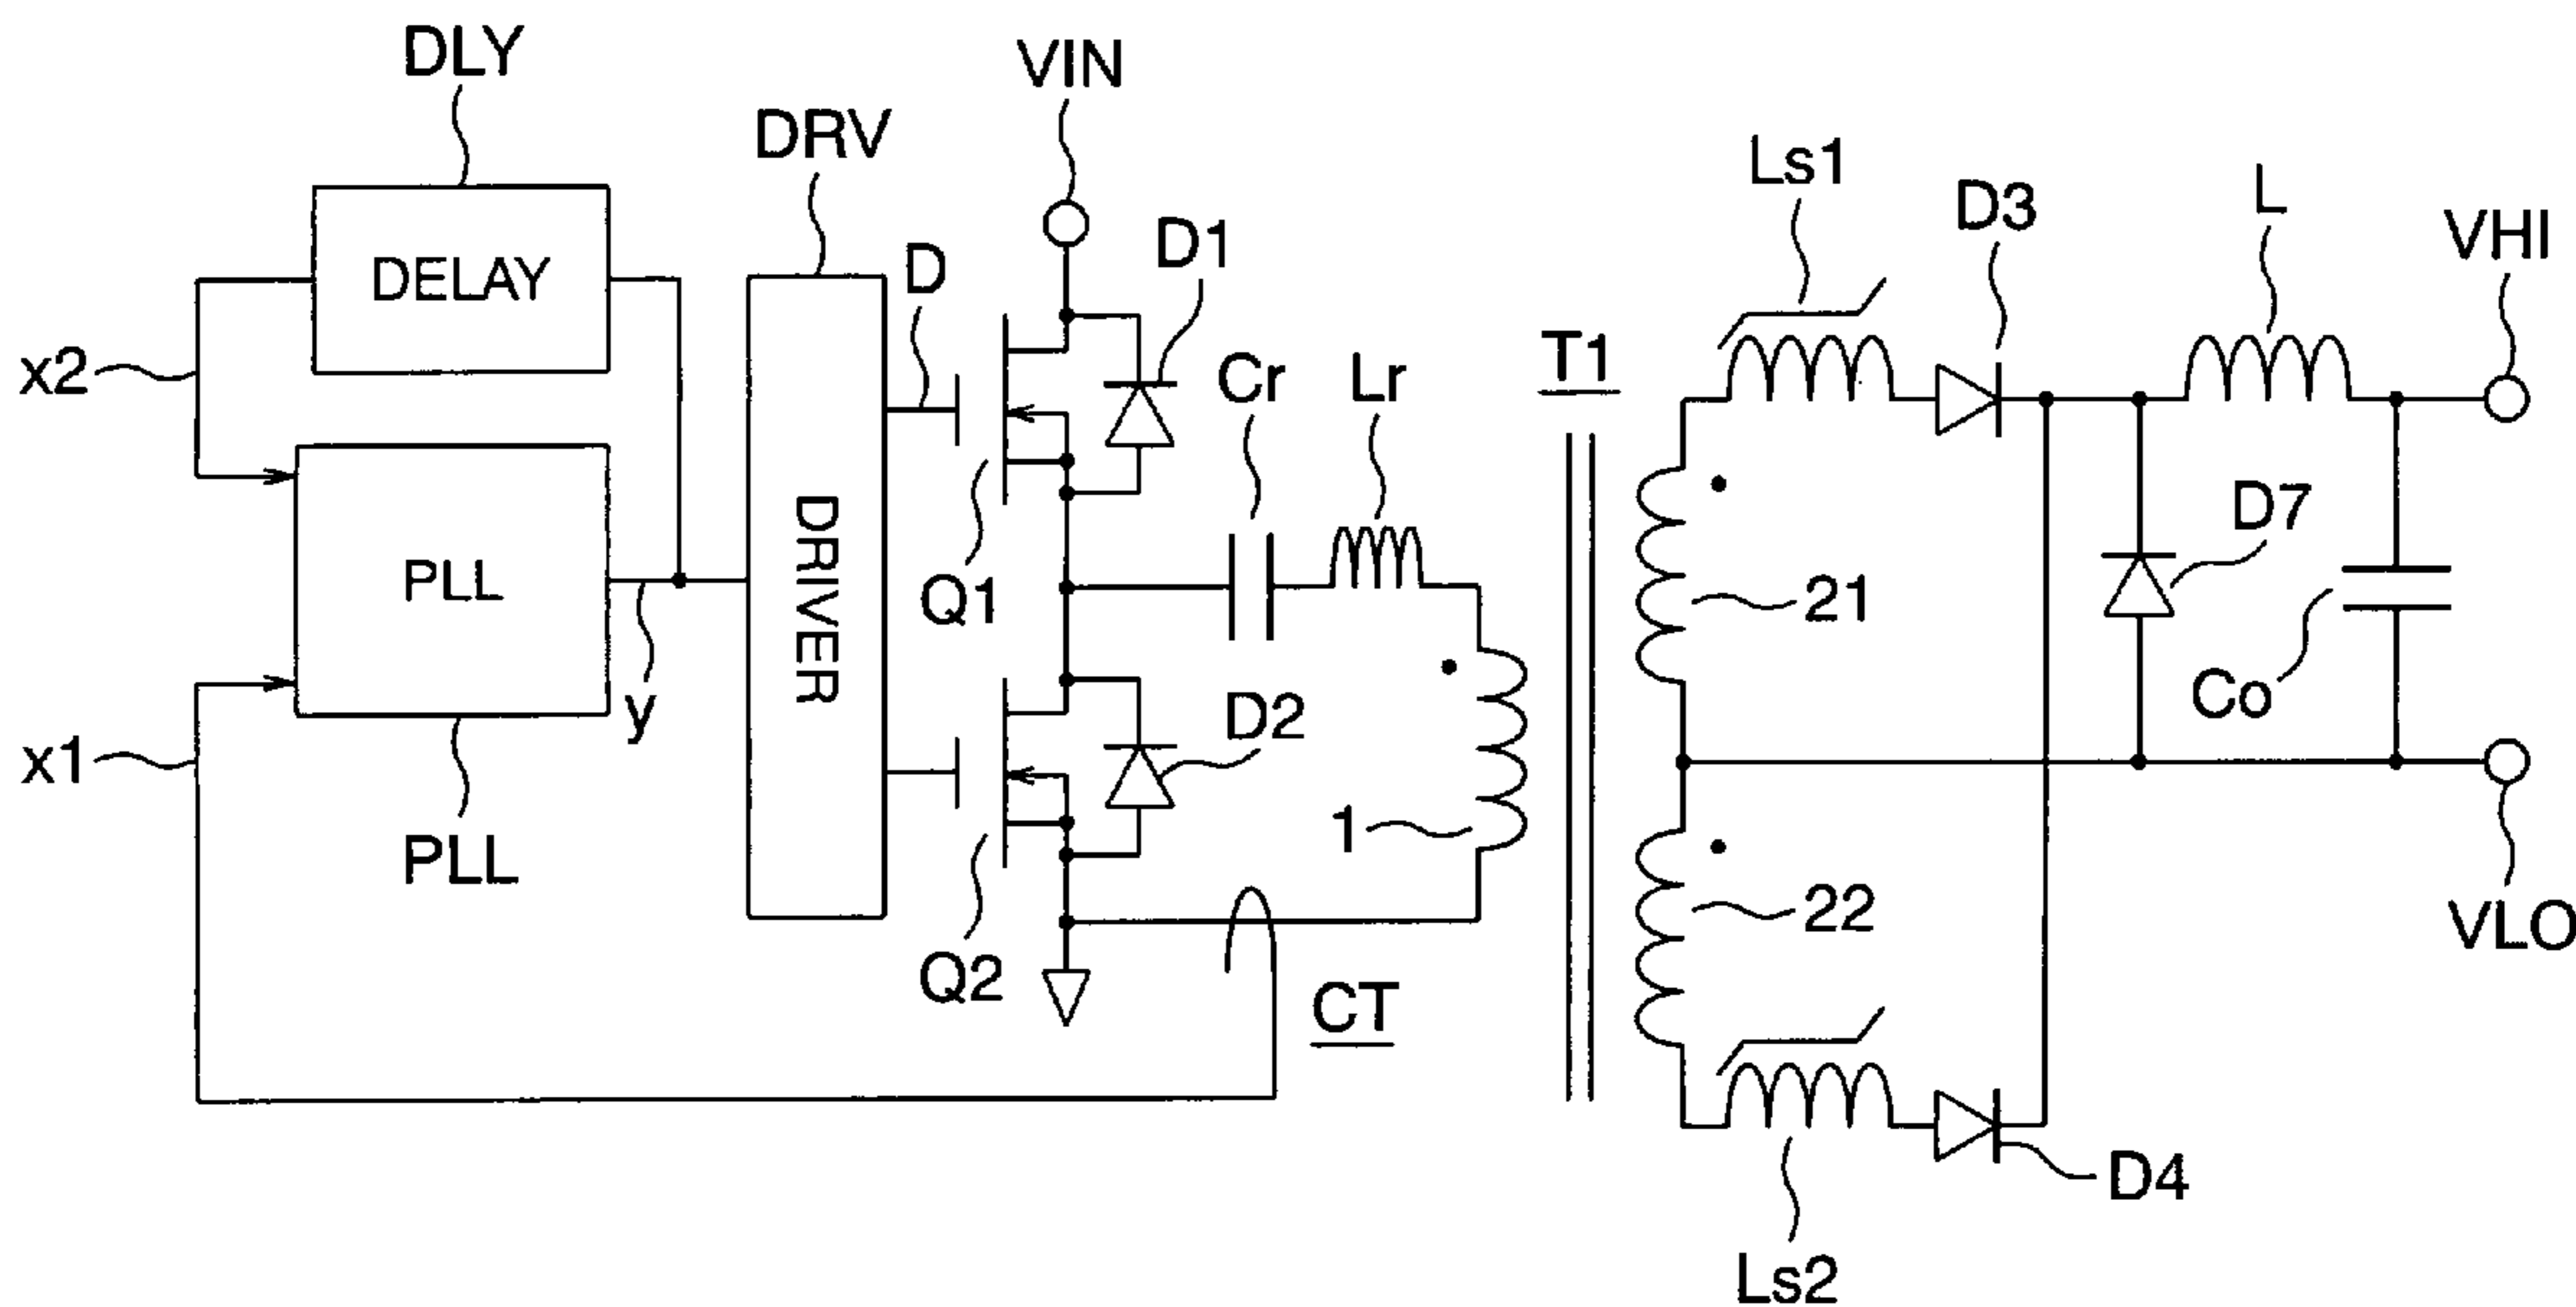 DLY
VIN
DRV
Ls1
D3
L
VHI
D
D1
DELAY
x2
Cr
Lr
T1
D7
DRIVER
PLL
Q1
21
y
D2
Co
x1
1
PLL
22
VLO
Q2
CT
D4
Ls2